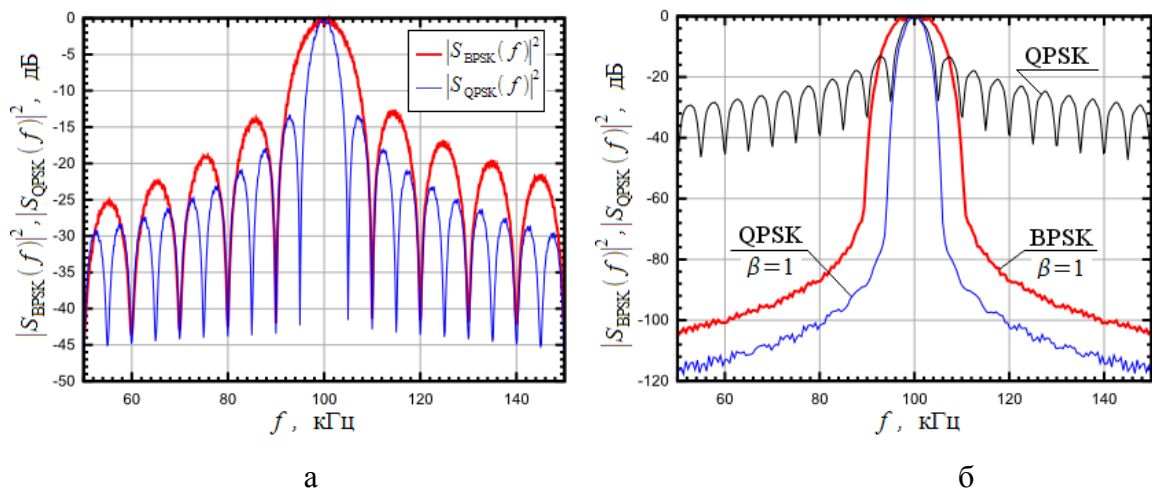 |S_BPSK(f)|², |S_QPSK(f)|², дБ
0
-5
-10
-15
-20
-25
-30
-35
-40
-45
-50
|S_BPSK(f)|²
|S_QPSK(f)|²
60 80 100 120 140
f, кГц
а
|S_BPSK(f)|², |S_QPSK(f)|², дБ
0
-20
-40
-60
-80
-100
-120
QPSK
QPSK
β=1
BPSK
β=1
60 80 100 120 140
f, кГц
б